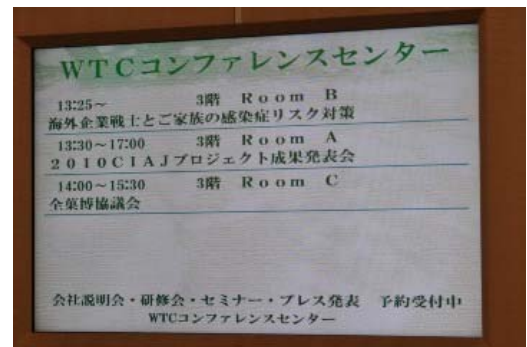 WTCコンファレンスセンター
13:25～ 3階 Room B
海外企業戦士とご家族の感染症リスク対策
13:30～17:00 3階 Room A
2010CIAJプロジェクト成果発表会
14:00～15:30 3階 Room C
全菓博協議会
会社説明会・研修会・セミナー・プレス発表 予約受付中
WTCコンファレンスセンター